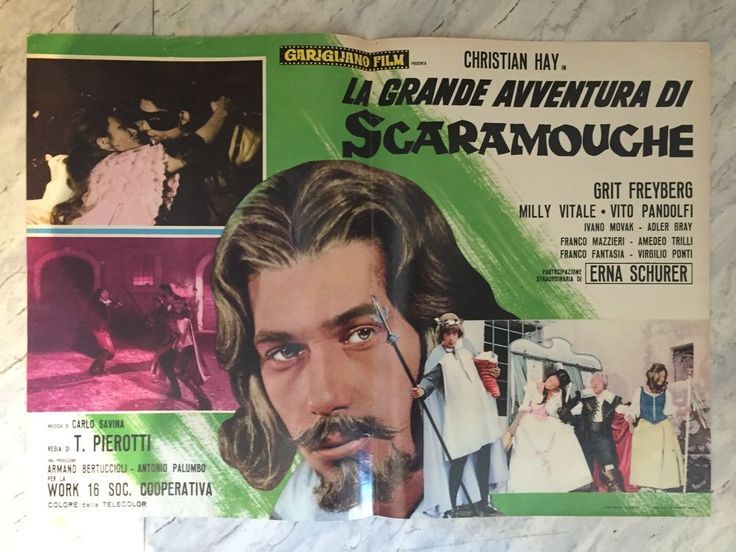 GARIGLIANO FILM PRESENTA
CHRISTIAN HAY IN
LA GRANDE AVVENTURA DI
SCARAMOUCHE
GRIT FREYBERG
MILLY VITALE • VITO PANDOLFI
IVANO MOVAK - ADLER GRAY
FRANCO MAZZIERI - AMEDEO TRILLI
FRANCO FANTASIA - VIRGILIO PONTI
PARTECIPAZIONE STRAORDINARIA DI ERNA SCHURER
MUSICA DI CARLO SAVINA
REGIA DI T. PIEROTTI
UNA PRODUZIONE
ARMAND BERTUCCIOLI - ANTONIO PALUMBO
PER LA
WORK 16 SOC. COOPERATIVA
COLORE della TELECOLOR